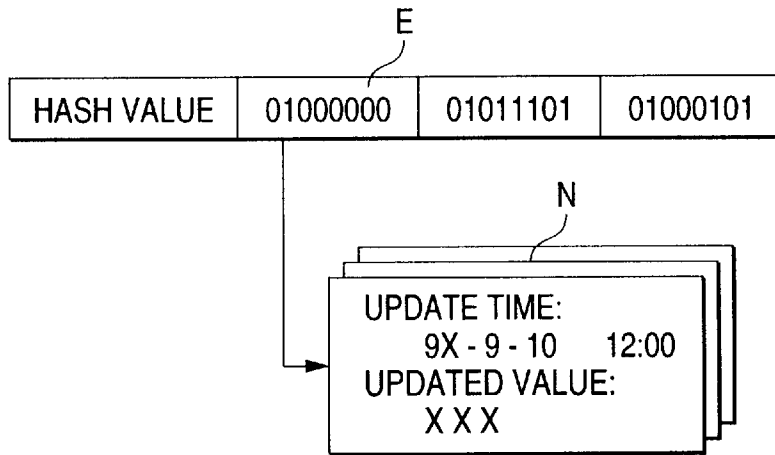 E
HASH VALUE 01000000 01011101 01000101
N
UPDATE TIME:
9X - 9 - 10 12:00
UPDATED VALUE:
X X X